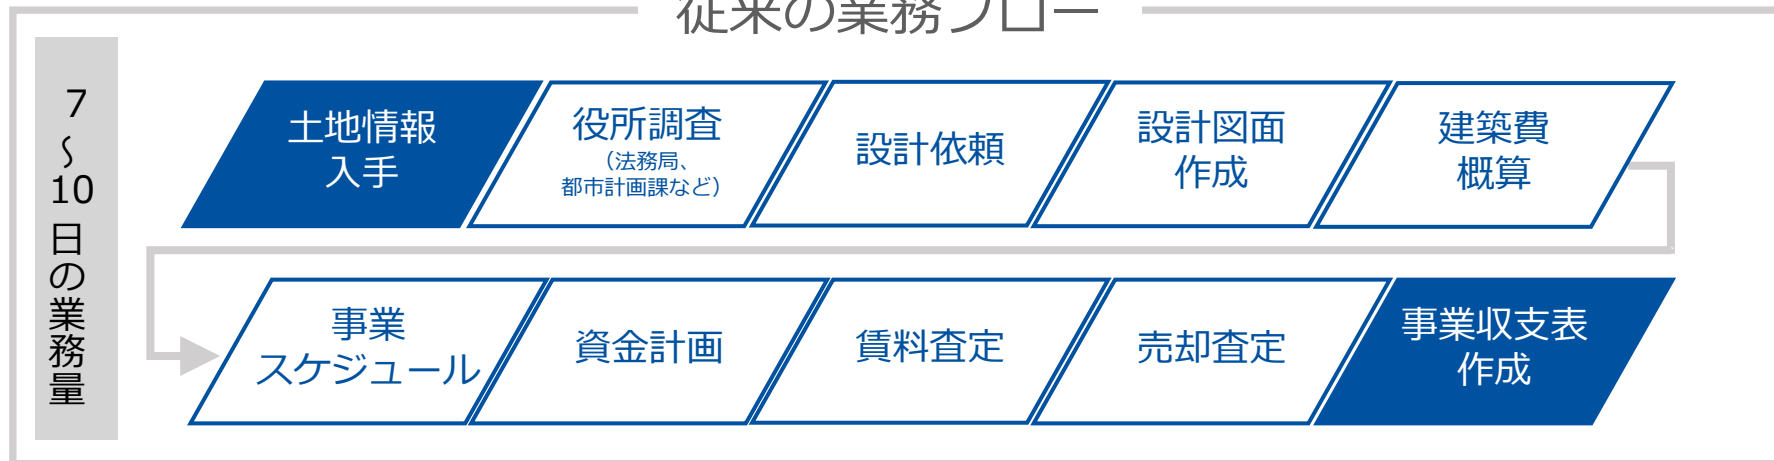 従来の業務フロー
7〜10日の業務量
土地情報
入手
役所調査
（法務局、
都市計画課など）
設計依頼
設計図面
作成
建築費
概算
事業
スケジュール
資金計画
賃料査定
売却査定
事業収支表
作成